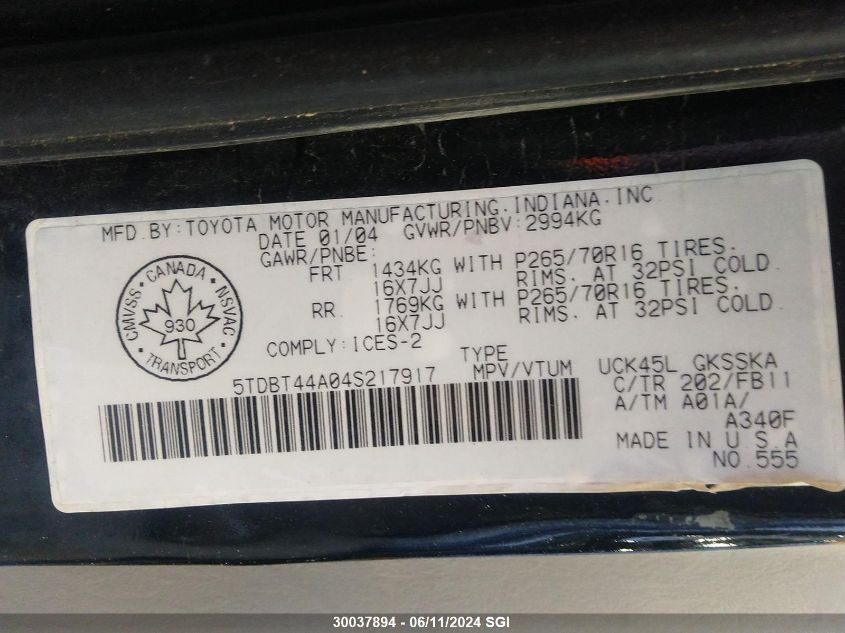 MFD.BY:TOYOTA MOTOR MANUFACTURING,INDIANA,INC.
DATE 01/04 GVWR/PNBV:2994KG
GAWR/PNBE:
FRT 1434KG WITH P265/70R16 TIRES.
16X7JJ RIMS. AT 32PSI COLD
RR 1769KG WITH P265/70R16 TIRES.
16X7JJ RIMS. AT 32PSI COLD
COMPLY:ICES-2
CANADA
CMVSS NSVAC
930
TRANSPORT
TYPE
5TDBT44A04S217917 MPV/VTUM
UCK45L GKSSKA
C/TR 202/FB11
A/TM A01A/
A340F
MADE IN U.S.A
NO.555
30037894 - 06/11/2024 SGI